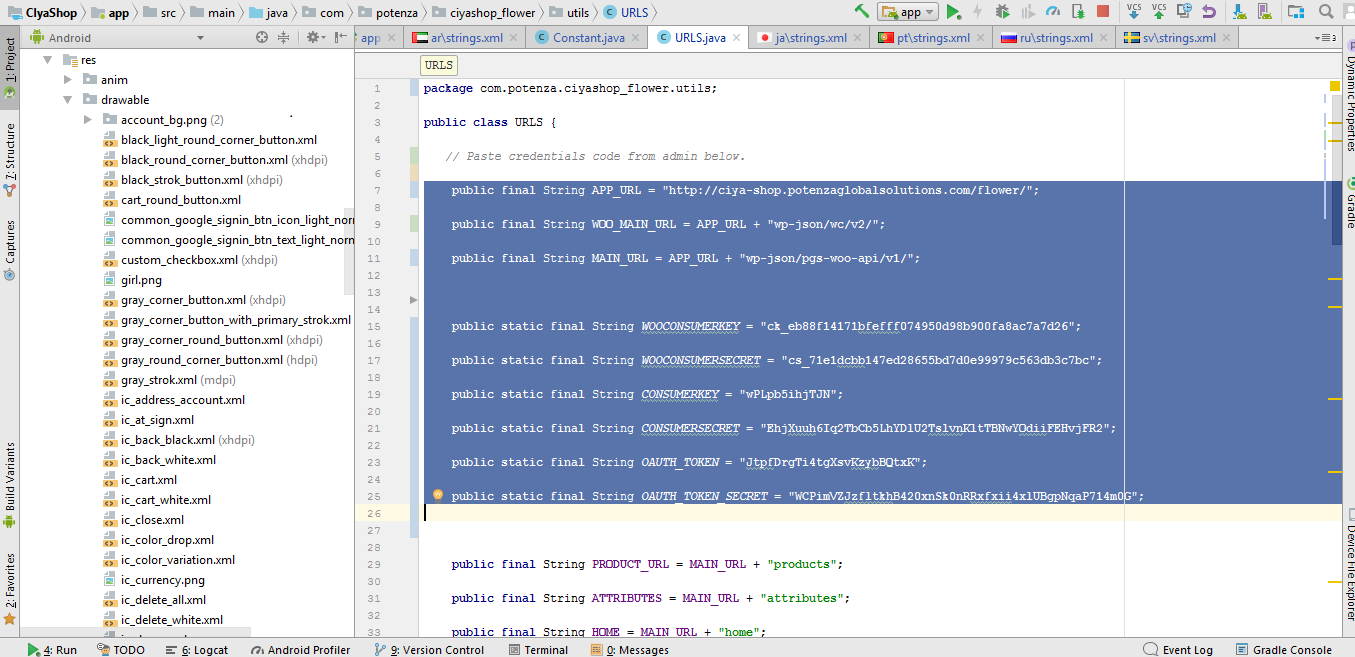 CIyaShop app src main java com potenza ciyashop_flower utils URLS app
Android
app ar\strings.xml Constant.java URLS.java ja\strings.xml pt\strings.xml ru\strings.xml sv\strings.xml
1: Project
7: Structure
Captures
Build Variants
2: Favorites
res
anim
drawable
account_bg.png (2)
black_light_round_corner_button.xml
black_round_corner_button.xml (xhdpi)
black_strok_button.xml (xhdpi)
cart_round_button.xml
common_google_signin_btn_icon_light_norr
common_google_signin_btn_text_light_norn
custom_checkbox.xml (xhdpi)
girl.png
gray_corner_button.xml (xhdpi)
gray_corner_button_with_primary_strok.xml
gray_corner_round_button.xml (xhdpi)
gray_round_corner_button.xml (hdpi)
gray_strok.xml (mdpi)
ic_address_account.xml
ic_at_sign.xml
ic_back_black.xml (xhdpi)
ic_back_white.xml
ic_cart.xml
ic_cart_white.xml
ic_close.xml
ic_color_drop.xml
ic_color_variation.xml
ic_currency.png
ic_delete_all.xml
ic_delete_white.xml
URLS
1 package com.potenza.ciyashop_flower.utils;
2
3 public class URLS {
4
5 // Paste credentials code from admin below.
6
7 public final String APP_URL = "http://ciya-shop.potenzaglobalsolutions.com/flower/";
8
9 public final String WOO_MAIN_URL = APP_URL + "wp-json/wc/v2/";
10
11 public final String MAIN_URL = APP_URL + "wp-json/pgs-woo-api/v1/";
12
13
14
15 public static final String WOOCONSUMERKEY = "ck_eb88f14171bfefff074950d98b900fa8ac7a7d26";
16
17 public static final String WOOCONSUMERSECRET = "cs_71e1dcbb147ed28655bd7d0e99979c563db3c7bc";
18
19 public static final String CONSUMERKEY = "wPLpb5ihjTJN";
20
21 public static final String CONSUMERSECRET = "EhjXuuh6Iq2TbCb5LhYDlU2TslvnKltTBNwYOdiiFEHvjFR2";
22
23 public static final String OAUTH_TOKEN = "JtpfDrgTi4tgXsvKzybBQtxK";
24
25 public static final String OAUTH_TOKEN_SECRET = "WCPimVZJzfltkhB420xnSk0nRRxfxii4xlUBgpNqaP714m0G";
26
27
28
29 public final String PRODUCT_URL = MAIN_URL + "products";
30
31 public final String ATTRIBUTES = MAIN_URL + "attributes";
32
33 public final String HOME = MAIN_URL + "home";
VCS VCS
Dynamic Properties
Gradle
Device File Explorer
4: Run TODO 6: Logcat Android Profiler 9: Version Control Terminal 0: Messages Event Log Gradle Console